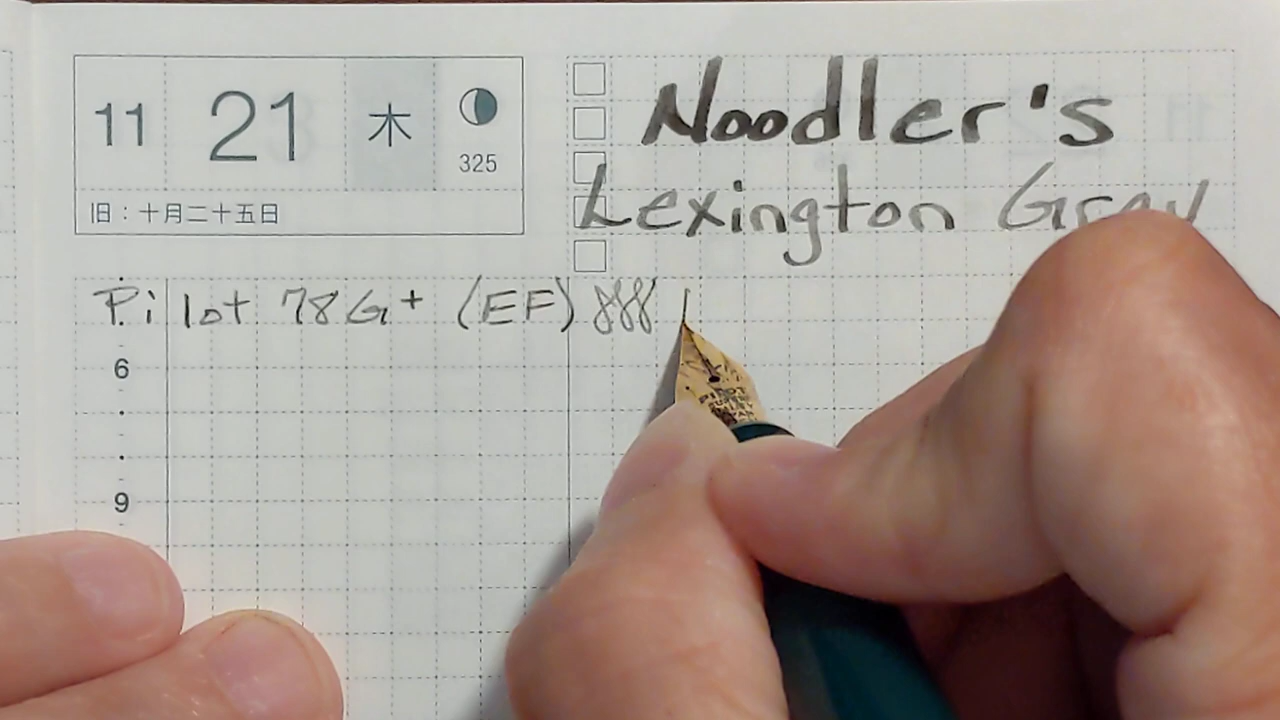 11 21 木
325
旧：十月二十五日
Noodler's
Lexington Gray
Pilot 78G+ (EF)
6
9
PILOT